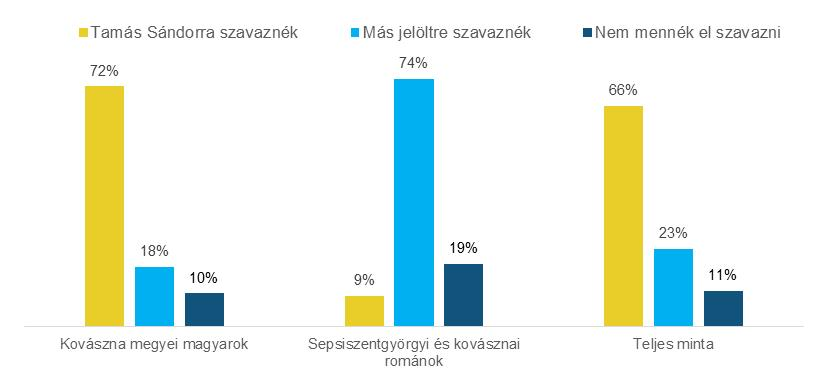 Tamás Sándorra szavaznék
Más jelöltre szavaznék
Nem mennék el szavazni
72%
18%
10%
9%
74%
19%
66%
23%
11%
Kovászna megyei magyarok
Sepsiszentgyörgyi és kovásznai
románok
Teljes minta